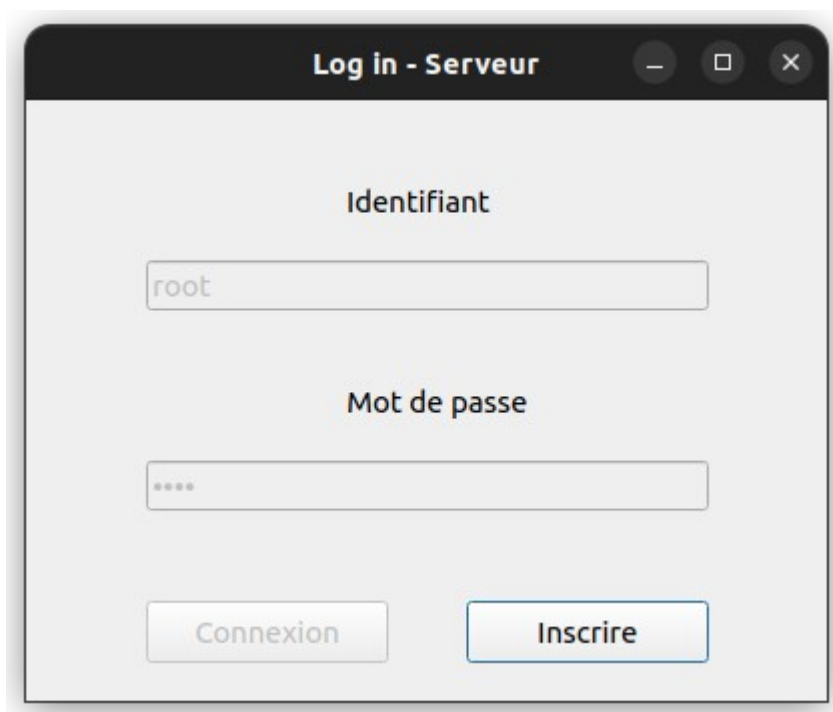 Log in - Serveur
Identifiant
root
Mot de passe
••••
Connexion Inscrire